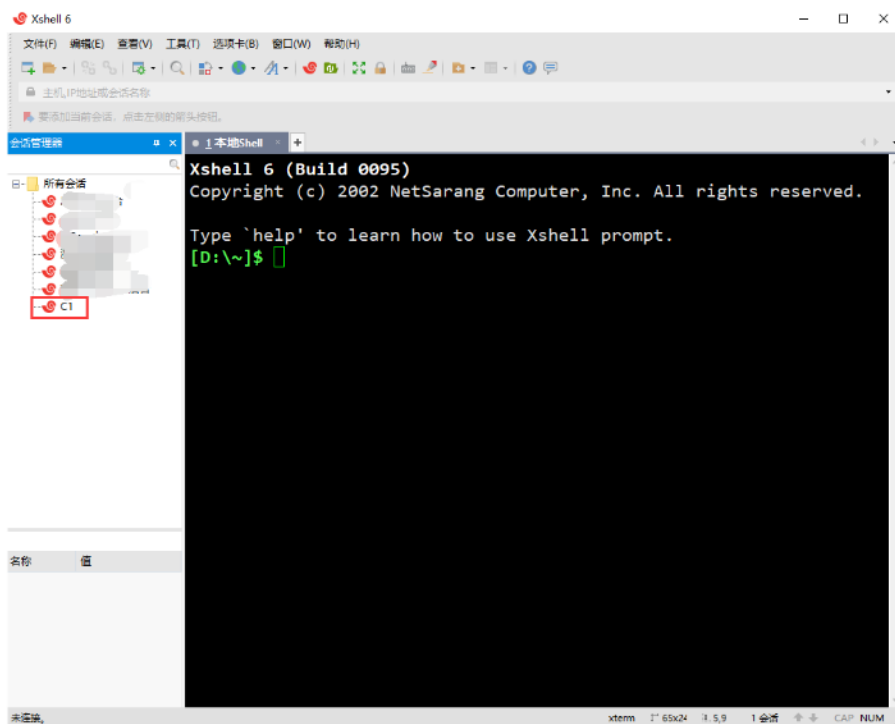 Xshell 6
文件(F) 编辑(E) 查看(V) 工具(T) 选项卡(B) 窗口(W) 帮助(H)
主机,IP地址或会话名称
要添加当前会话，点击左侧的箭头按钮。
会话管理器
1 本地Shell
所有会话
C1
Xshell 6 (Build 0095)
Copyright (c) 2002 NetSarang Computer, Inc. All rights reserved.
Type `help' to learn how to use Xshell prompt.
[D:\~]$
名称 值
未连接。
xterm 65x24 5,9 1 会话 CAP NUM